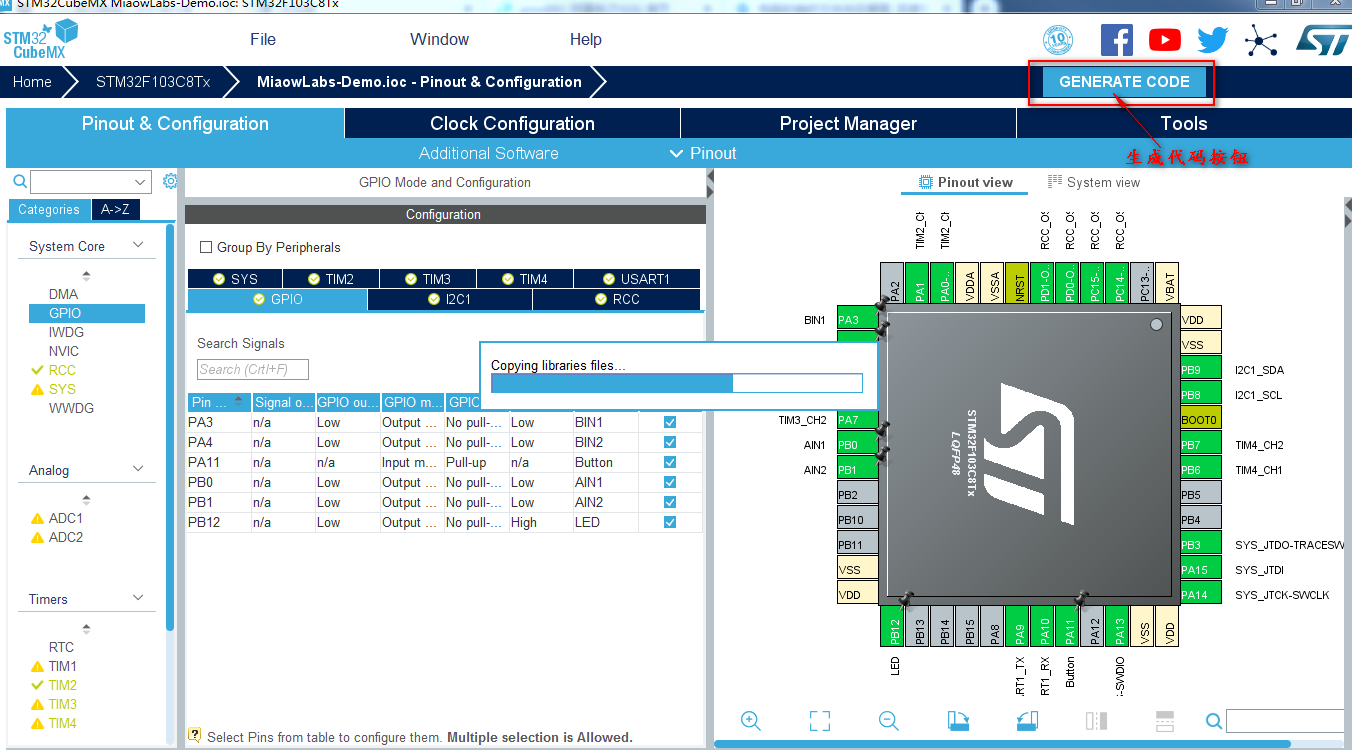 STM32CubeMX MiaowLabs-Demo.ioc: STM32F103C8Tx
STM32
CubeMX
File
Window
Help
10
Home
STM32F103C8Tx
MiaowLabs-Demo.ioc - Pinout & Configuration
GENERATE CODE
Pinout & Configuration
Clock Configuration
Project Manager
Tools
生成代码按钮
Additional Software
Pinout
GPIO Mode and Configuration
Pinout view
System view
Categories
A->Z
Configuration
System Core
DMA
GPIO
IWDG
NVIC
RCC
SYS
WWDG
Analog
ADC1
ADC2
Timers
RTC
TIM1
TIM2
TIM3
TIM4
Group By Peripherals
SYS
TIM2
TIM3
TIM4
USART1
GPIO
I2C1
RCC
Search Signals
Search (CrtI+F)
Copying libraries files...
Pin ... Signal o... GPIO ou... GPIO m... GPIO
PA3 n/a Low Output ... No pull-... Low BIN1
PA4 n/a Low Output ... No pull-... Low BIN2
PA11 n/a n/a Input m... Pull-up n/a Button
PB0 n/a Low Output ... No pull-... Low AIN1
PB1 n/a Low Output ... No pull-... Low AIN2
PB12 n/a Low Output ... No pull-... High LED
Select Pins from table to configure them. Multiple selection is Allowed.
TIM2_CH
TIM2_CH
RCC_OS
RCC_OS
RCC_OS
RCC_OS
PA2
PA1
PA0-..
VDDA
VSSA
NRST
PD1-O..
PD0-O..
PC15-..
PC14-..
PC13-..
VBAT
BIN1 PA3
TIM3_CH2 PA7
AIN1 PB0
AIN2 PB1
PB2
PB10
PB11
VSS
VDD
STM32F103C8Tx
LQFP48
VDD
VSS
PB9 I2C1_SDA
PB8 I2C1_SCL
BOOT0
PB7 TIM4_CH2
PB6 TIM4_CH1
PB5
PB4
PB3 SYS_JTDO-TRACESW
PA15 SYS_JTDI
PA14 SYS_JTCK-SWCLK
PB12
PB13
PB14
PB15
PA8
PA9
PA10
PA11
PA12
PA13
VSS
VDD
LED
RT1_TX
RT1_RX
Button
-SWDIO